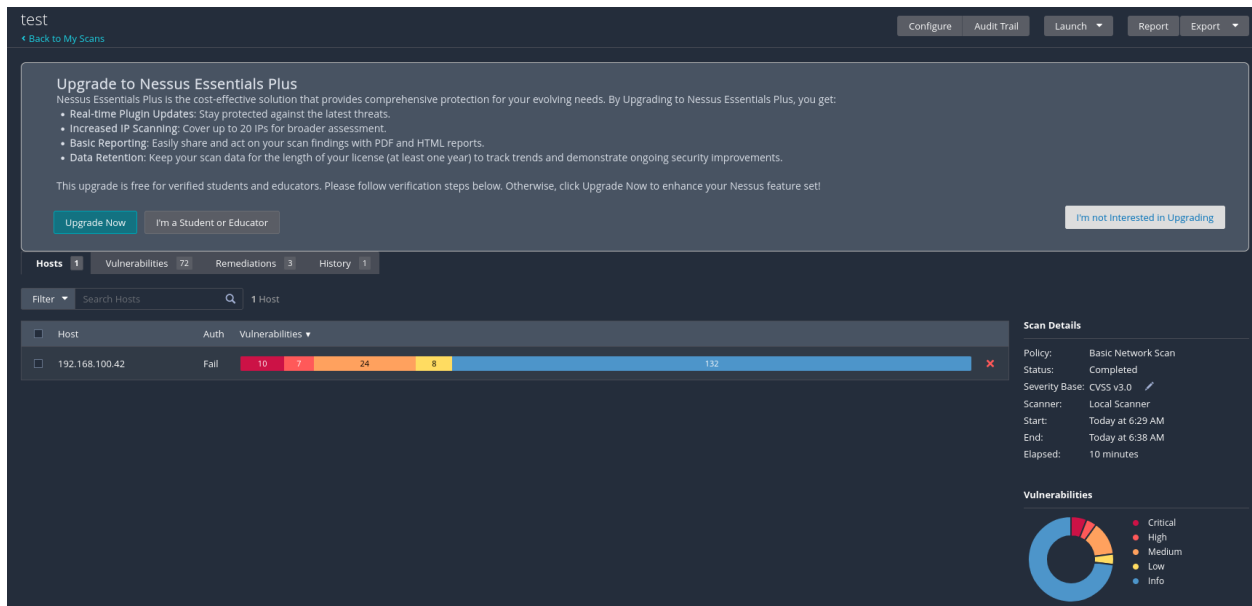 test
Back to My Scans
Configure Audit Trail Launch Report Export
Upgrade to Nessus Essentials Plus
Nessus Essentials Plus is the cost-effective solution that provides comprehensive protection for your evolving needs. By Upgrading to Nessus Essentials Plus, you get:
• Real-time Plugin Updates: Stay protected against the latest threats.
• Increased IP Scanning: Cover up to 20 IPs for broader assessment.
• Basic Reporting: Easily share and act on your scan findings with PDF and HTML reports.
• Data Retention: Keep your scan data for the length of your license (at least one year) to track trends and demonstrate ongoing security improvements.
This upgrade is free for verified students and educators. Please follow verification steps below. Otherwise, click Upgrade Now to enhance your Nessus feature set!
Upgrade Now I'm a Student or Educator I'm not Interested in Upgrading
Hosts 1 Vulnerabilities 72 Remediations 3 History 1
Filter Search Hosts 1 Host
Host Auth Vulnerabilities
192.168.100.42 Fail 10 7 24 8 132
Scan Details
Policy: Basic Network Scan
Status: Completed
Severity Base: CVSS v3.0
Scanner: Local Scanner
Start: Today at 6:29 AM
End: Today at 6:38 AM
Elapsed: 10 minutes
Vulnerabilities
Critical
High
Medium
Low
Info